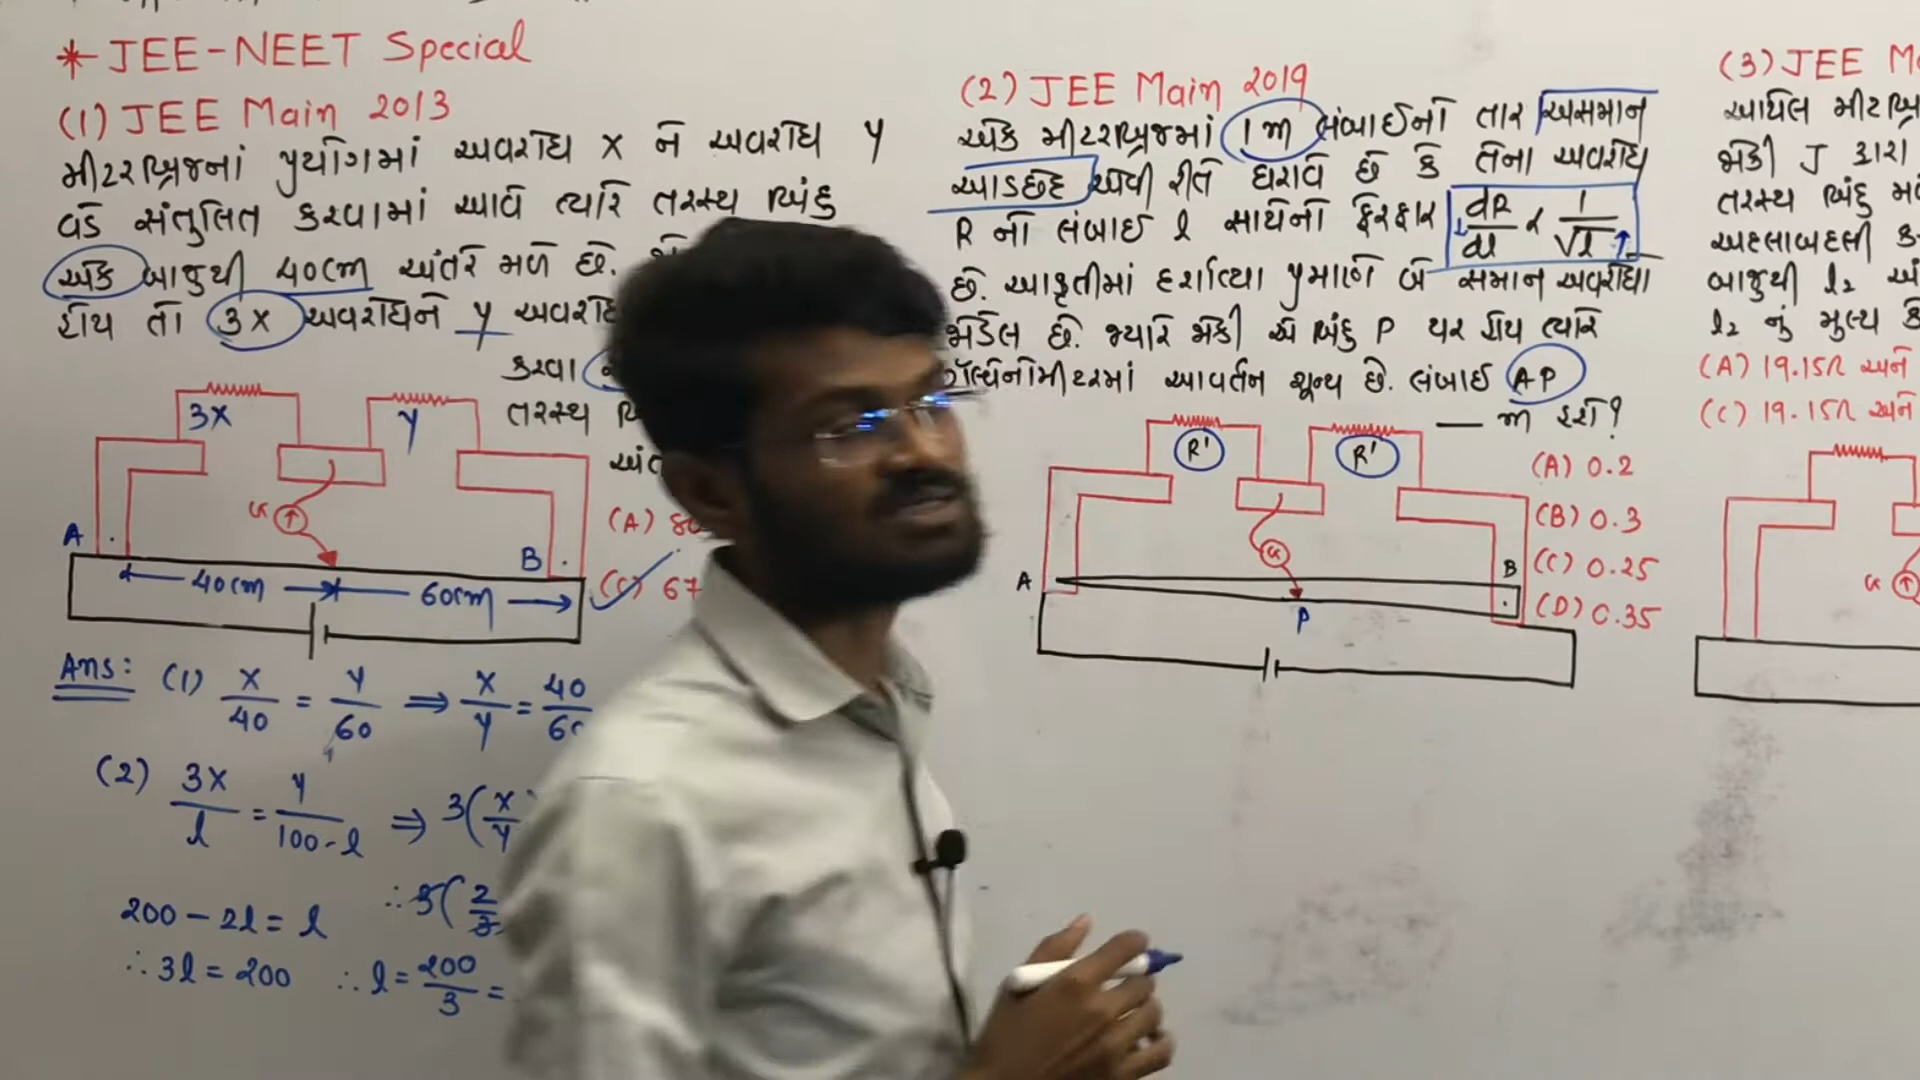 * JEE-NEET Special
(1) JEE Main 2013
મીટરબ્રિજનાં પ્રયોગમાં અવરોધ X ને અવરોધ Y
વડે સંતુલિત કરવામાં આવે ત્યારે તટસ્થ બિંદુ
એક બાજુથી 40cm અંતરે મળે છે.
હોય તો 3X અવરોધને Y
કરવા
તટસ્થ
3X
Y
G
A
B
40cm
60cm
(C) 67
Ans: (1) X/40 = Y/60 ⇒ X/Y = 40/
(2) 3X/l = Y/100-l ⇒ 3(X/Y
∴ 3(2/3
200 - 2l = l
∴ 3l = 200 ∴ l = 200/3 =
(2) JEE Main 2019
એક મીટરબ્રિજમાં 1m લંબાઈનો તાર અસમાન
આડછેદ એવી રીતે ધરાવે છે કે તેના અવરોધ
R નો લંબાઈ l સાથેનો ફેરફાર dR/dl α 1/√l
છે. આકૃતીમાં દર્શાવ્યા પ્રમાણે બે સમાન અવરોધો
જોડેલ છે. જ્યારે જોકી એ બિંદુ P પર હોય ત્યારે
ગૅલ્વેનોમીટરમાં આવર્તન શૂન્ય છે. લંબાઈ AP
— m હશે?
R' R'
G
A
B
P
(A) 0.2
(B) 0.3
(C) 0.25
(D) 0.35
(3) JEE
આપેલ
જોકી J દ્વારા
તટસ્થ બિંદુ
અદલાબદલી
બાજુથી l₂
l₂ નું મુલ્ય
(A) 19.15Ω અને
(C) 19.15Ω અને
G